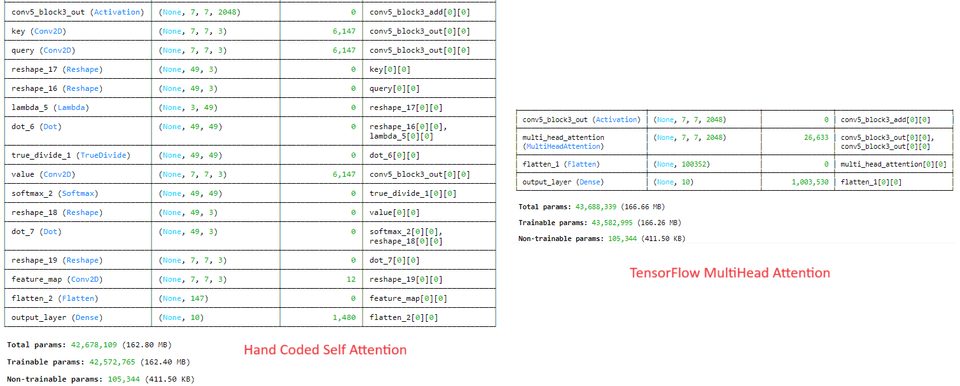 conv5_block3_out (Activation) (None, 7, 7, 2048) 0 conv5_block3_add[0][0]
key (Conv2D) (None, 7, 7, 3) 6,147 conv5_block3_out[0][0]
query (Conv2D) (None, 7, 7, 3) 6,147 conv5_block3_out[0][0]
reshape_17 (Reshape) (None, 49, 3) 0 key[0][0]
reshape_16 (Reshape) (None, 49, 3) 0 query[0][0]
lambda_5 (Lambda) (None, 3, 49) 0 reshape_17[0][0]
dot_6 (Dot) (None, 49, 49) 0 reshape_16[0][0],
lambda_5[0][0]
true_divide_1 (TrueDivide) (None, 49, 49) 0 dot_6[0][0]
value (Conv2D) (None, 7, 7, 3) 6,147 conv5_block3_out[0][0]
softmax_2 (Softmax) (None, 49, 49) 0 true_divide_1[0][0]
reshape_18 (Reshape) (None, 49, 3) 0 value[0][0]
dot_7 (Dot) (None, 49, 3) 0 softmax_2[0][0],
reshape_18[0][0]
reshape_19 (Reshape) (None, 7, 7, 3) 0 dot_7[0][0]
feature_map (Conv2D) (None, 7, 7, 3) 12 reshape_19[0][0]
flatten_2 (Flatten) (None, 147) 0 feature_map[0][0]
output_layer (Dense) (None, 10) 1,480 flatten_2[0][0]
Total params: 42,678,109 (162.80 MB)
Trainable params: 42,572,765 (162.40 MB)
Non-trainable params: 105,344 (411.50 KB)
Hand Coded Self Attention
conv5_block3_out (Activation) (None, 7, 7, 2048) 0 conv5_block3_add[0][0]
multi_head_attention (None, 7, 7, 2048) 26,633 conv5_block3_out[0][0],
(MultiHeadAttention) conv5_block3_out[0][0]
flatten_1 (Flatten) (None, 100352) 0 multi_head_attention[0][0]
output_layer (Dense) (None, 10) 1,003,530 flatten_1[0][0]
Total params: 43,688,339 (166.66 MB)
Trainable params: 43,582,995 (166.26 MB)
Non-trainable params: 105,344 (411.50 KB)
TensorFlow MultiHead Attention